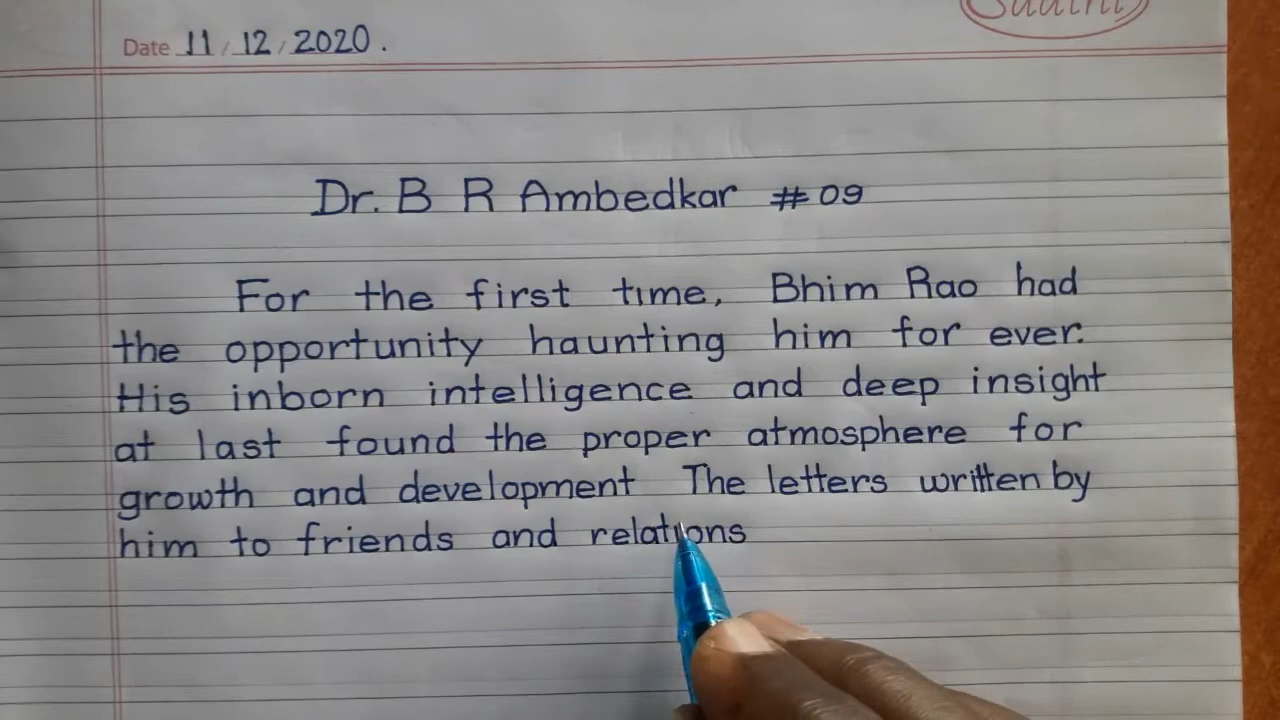 Date 11/12/2020.
Dr. B R Ambedkar #09
For the first time, Bhim Rao had
the opportunity haunting him for ever.
His inborn intelligence and deep insight
at last found the proper atmosphere for
growth and development The letters written by
him to friends and relations